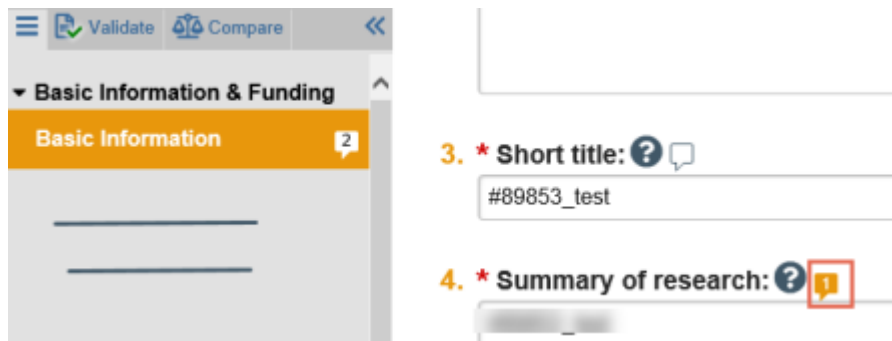 Validate Compare
Basic Information & Funding
Basic Information 2
3. * Short title: ?
#89853_test
4. * Summary of research: ? 1